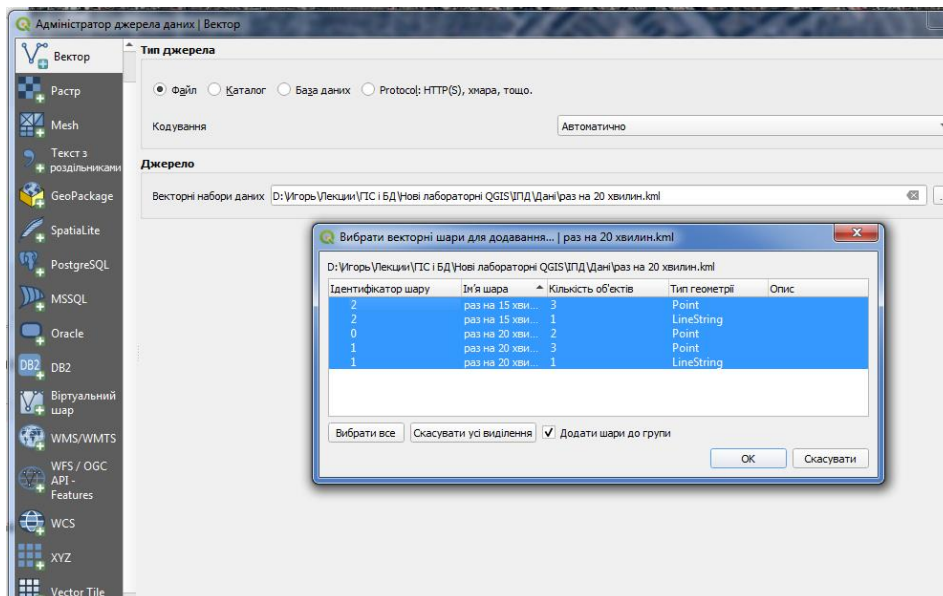 Адміністратор джерела даних | Вектор
Вектор
Растр
Mesh
Текст з
роздільниками
GeoPackage
SpatiaLite
PostgreSQL
MSSQL
Oracle
DB2 DB2
Віртуальний
шар
WMS/WMTS
WFS / OGC
API -
Features
WCS
XYZ
Vector Tile
Тип джерела
Файл Каталог База даних Protocol: HTTP(S), хмара, тощо.
Кодування Автоматично
Джерело
Векторні набори даних D:\Игорь\Лекции\ГІС і БД\Нові лабораторні QGIS\ІПД\Дані\раз на 20 хвилин.kml
Вибрати векторні шари для додавання... | раз на 20 хвилин.kml
D:\Игорь\Лекции\ГІС і БД\Нові лабораторні QGIS\ІПД\Дані\раз на 20 хвилин.kml
Ідентифікатор шару Ім'я шара Кількість об'єктів Тип геометрії Опис
2 раз на 15 хви... 3 Point
2 раз на 15 хви... 1 LineString
0 раз на 20 хви... 2 Point
1 раз на 20 хви... 3 Point
1 раз на 20 хви... 1 LineString
Вибрати все Скасувати усі виділення Додати шари до групи
OK Скасувати